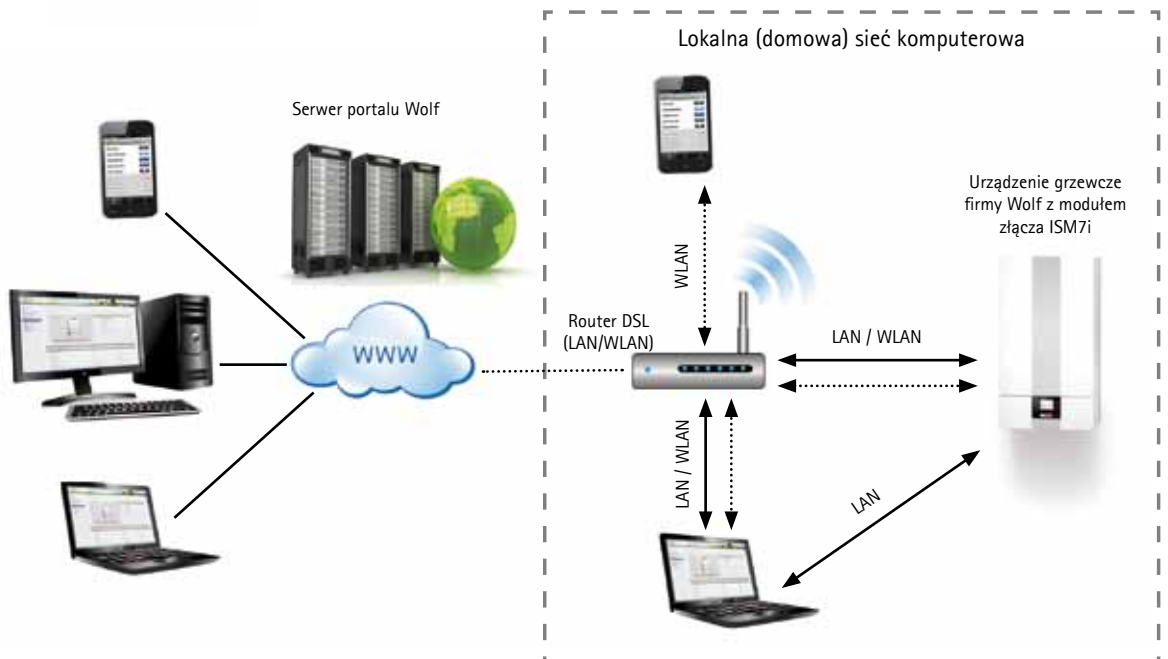 Lokalna (domowa) sieć komputerowa
Serwer portalu Wolf
Urządzenie grzewcze
firmy Wolf z modułem
złącza ISM7i
WLAN
Router DSL
(LAN/WLAN)
LAN / WLAN
WWW
LAN / WLAN
LAN